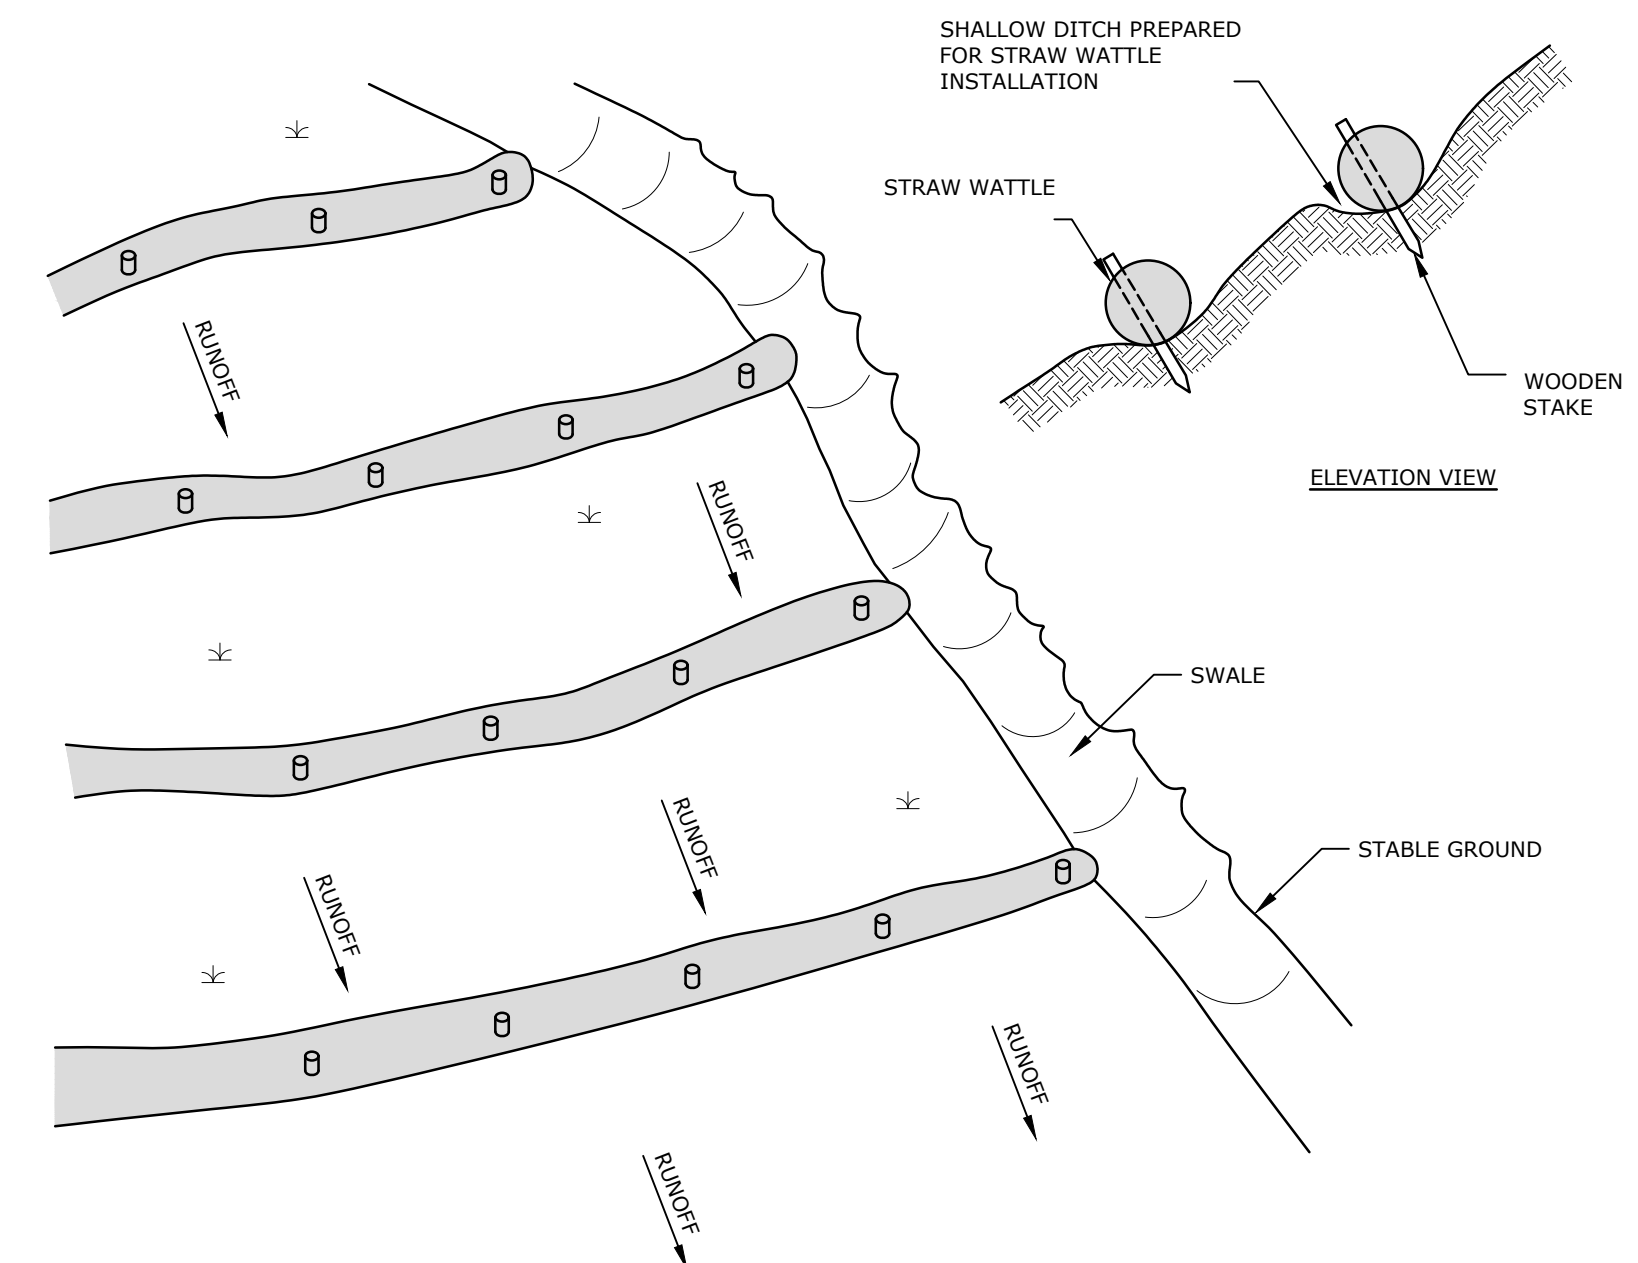 SHALLOW DITCH PREPARED
FOR STRAW WATTLE
INSTALLATION
STRAW WATTLE
WOODEN
STAKE
ELEVATION VIEW
RUNOFF
RUNOFF
SWALE
RUNOFF
STABLE GROUND
RUNOFF
RUNOFF
RUNOFF